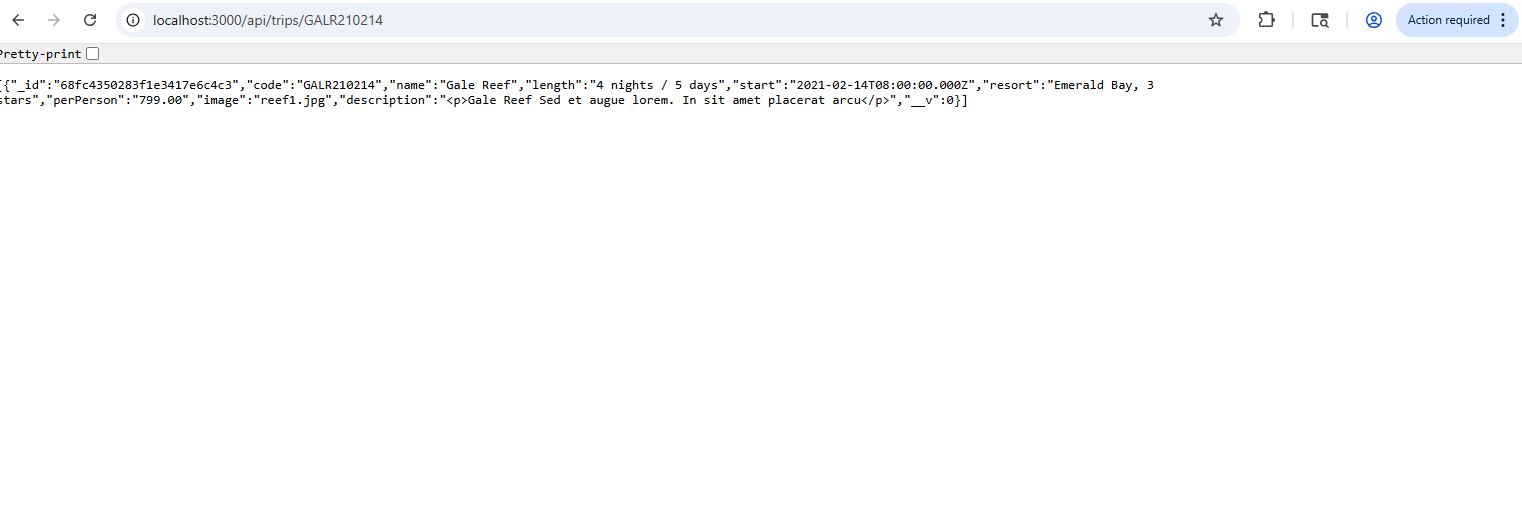 localhost:3000/api/trips/GALR210214
Action required
Pretty-print
[{"_id":"68fc4350283f1e3417e6c4c3","code":"GALR210214","name":"Gale Reef","length":"4 nights / 5 days","start":"2021-02-14T08:00:00.000Z","resort":"Emerald Bay, 3
stars","perPerson":"799.00","image":"reef1.jpg","description":"<p>Gale Reef Sed et augue lorem. In sit amet placerat arcu</p>","__v":0}]